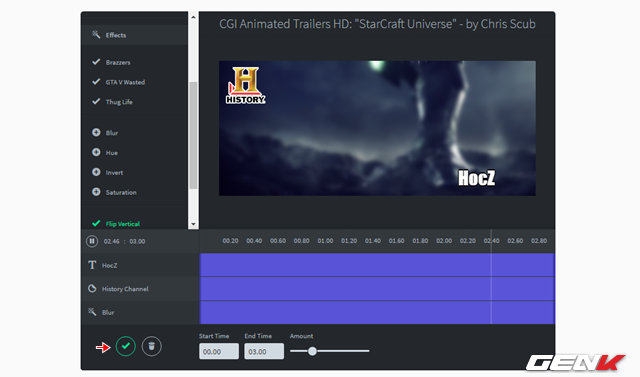 CGI Animated Trailers HD: "StarCraft Universe" - by Chris Scub
Effects
Brazzers
GTA V Wasted
Thug Life
Blur
Hue
Invert
Saturation
Flip Vertical
H
HISTORY
HocZ
02.46 : 03.00
00.20 00.40 00.60 00.80 01.00 01.20 01.40 01.60 01.80 02.00 02.20 02.40 02.60 02.80
T HocZ
History Channel
Blur
Start Time End Time Amount
00.00 03.00
GENK